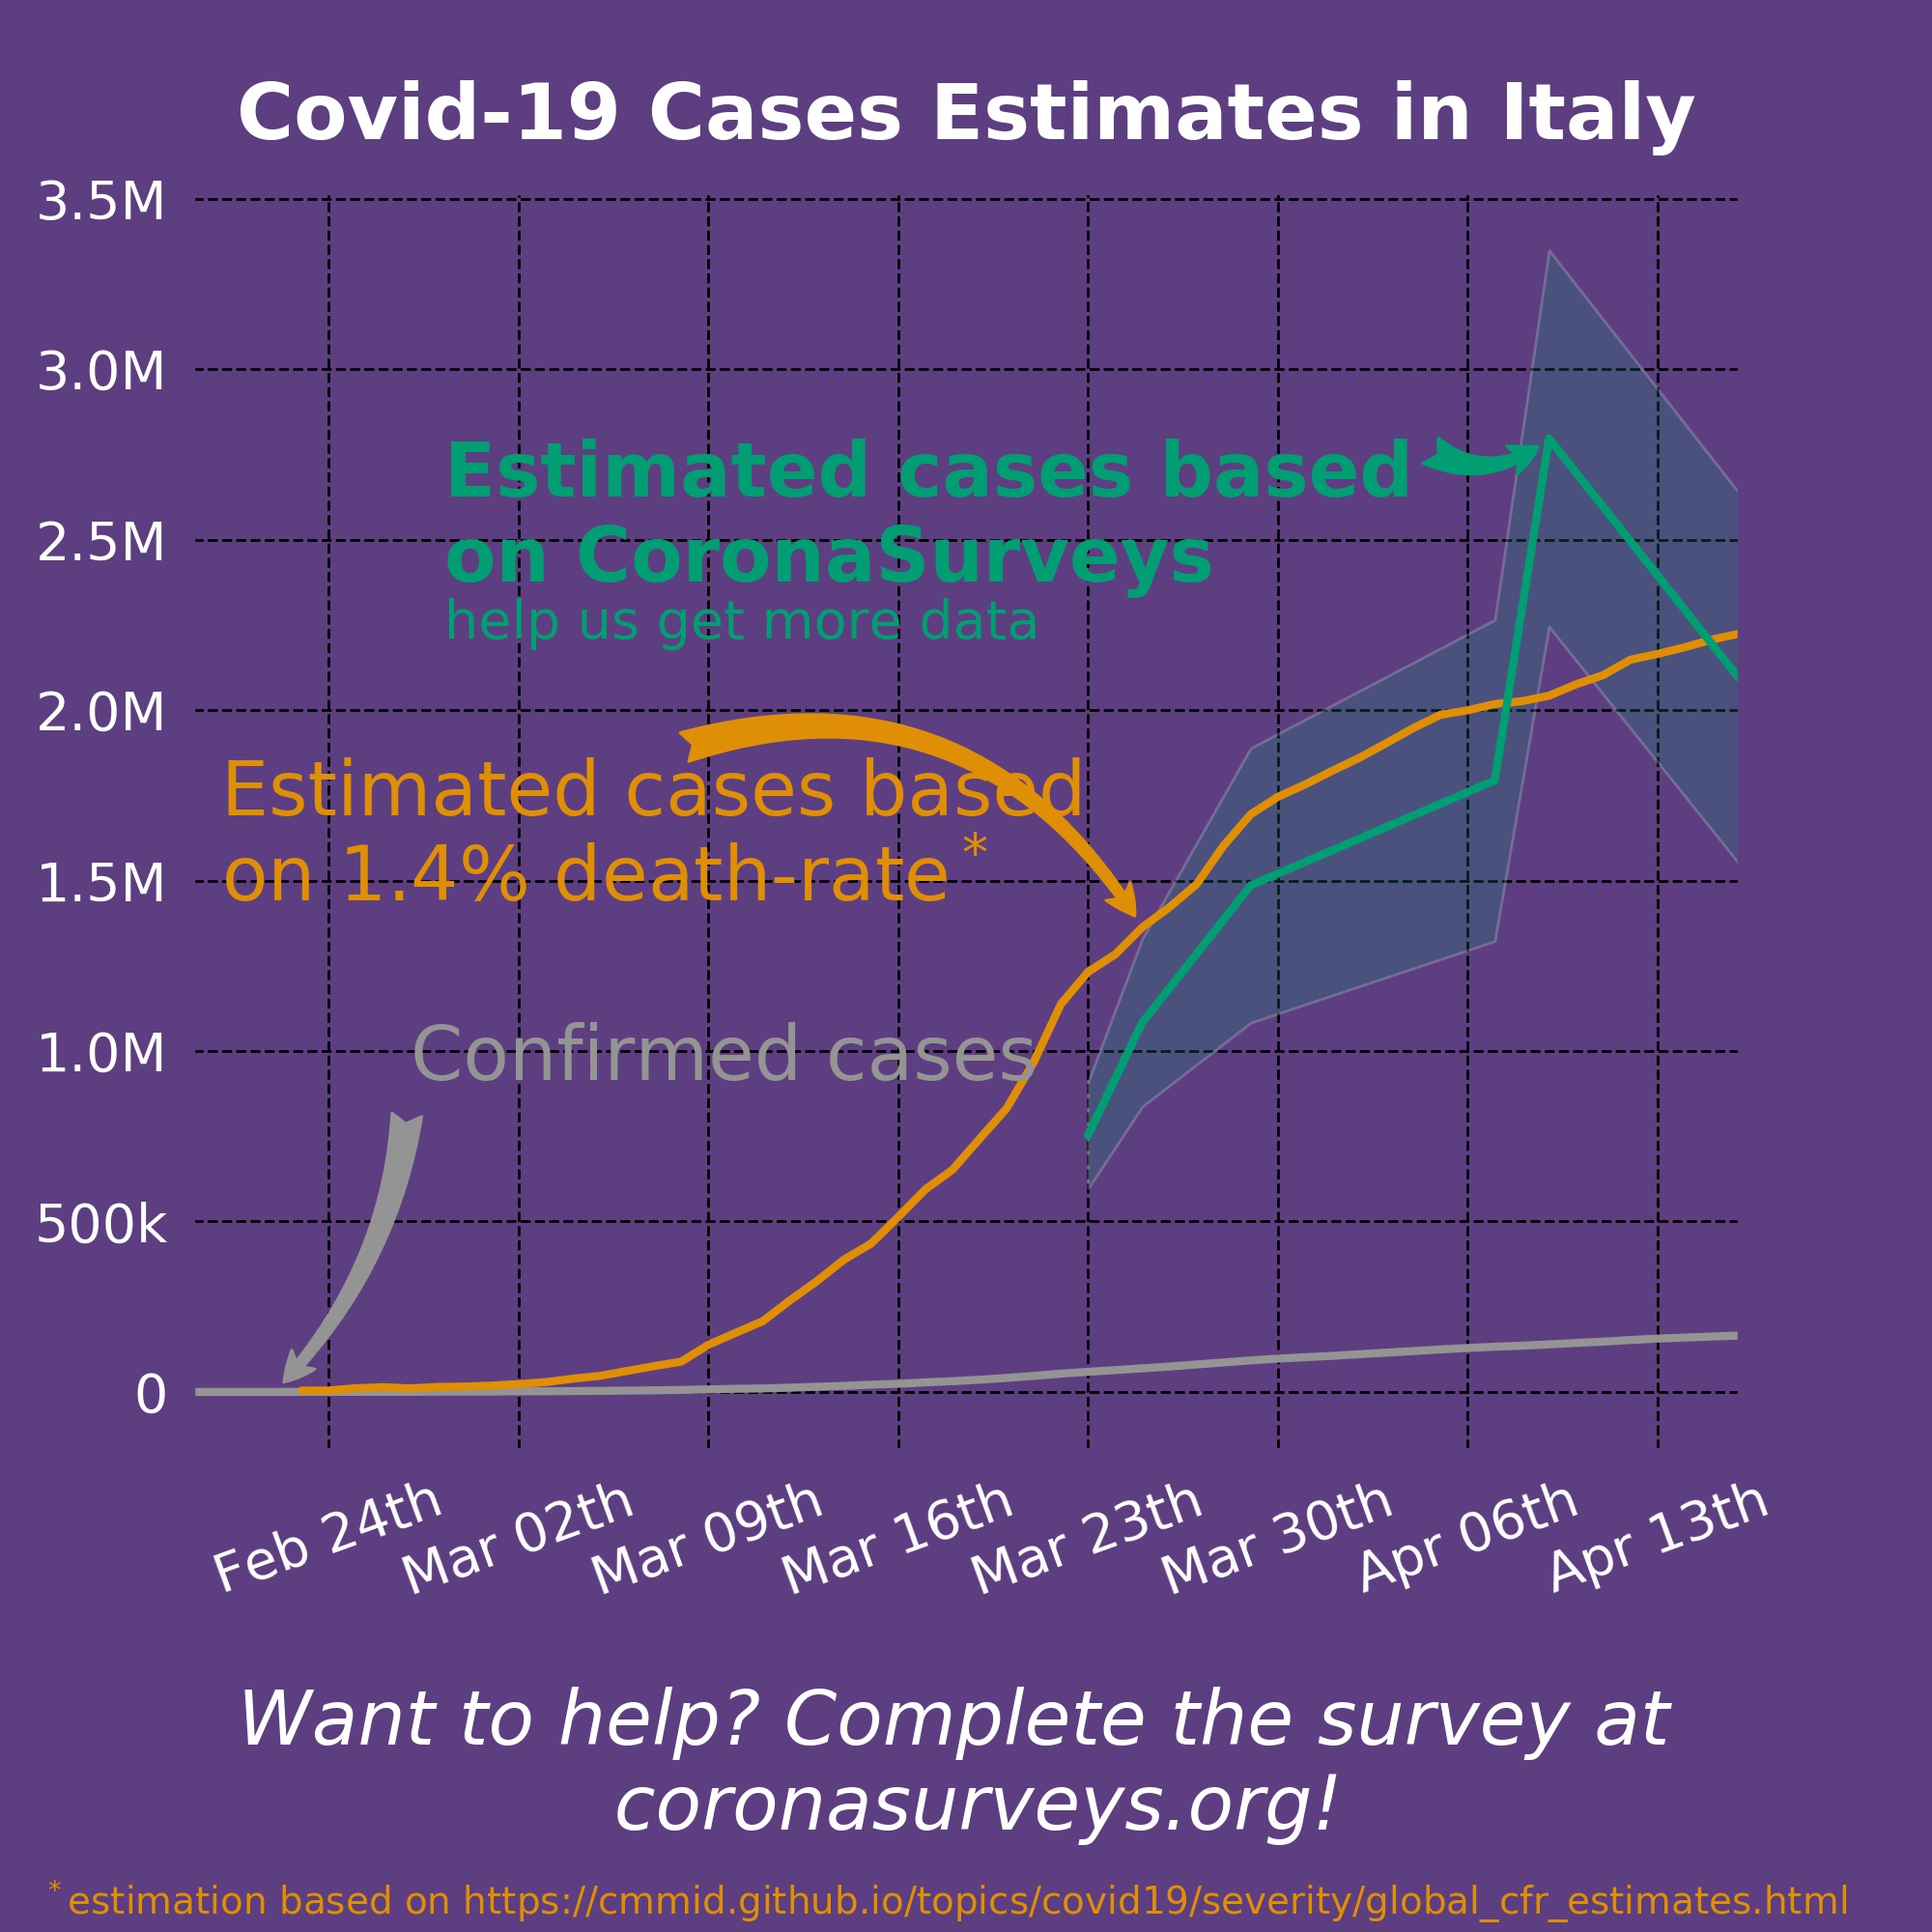 Covid-19 Cases Estimates in Italy
3.5M
3.0M
2.5M
2.0M
1.5M
1.0M
500k
0
Estimated cases based
on CoronaSurveys
help us get more data
Estimated cases based
on 1.4% death-rate*
Confirmed cases
Feb 24th
Mar 02th
Mar 09th
Mar 16th
Mar 23th
Mar 30th
Apr 06th
Apr 13th
Want to help? Complete the survey at
coronasurveys.org!
*estimation based on https://cmmid.github.io/topics/covid19/severity/global_cfr_estimates.html